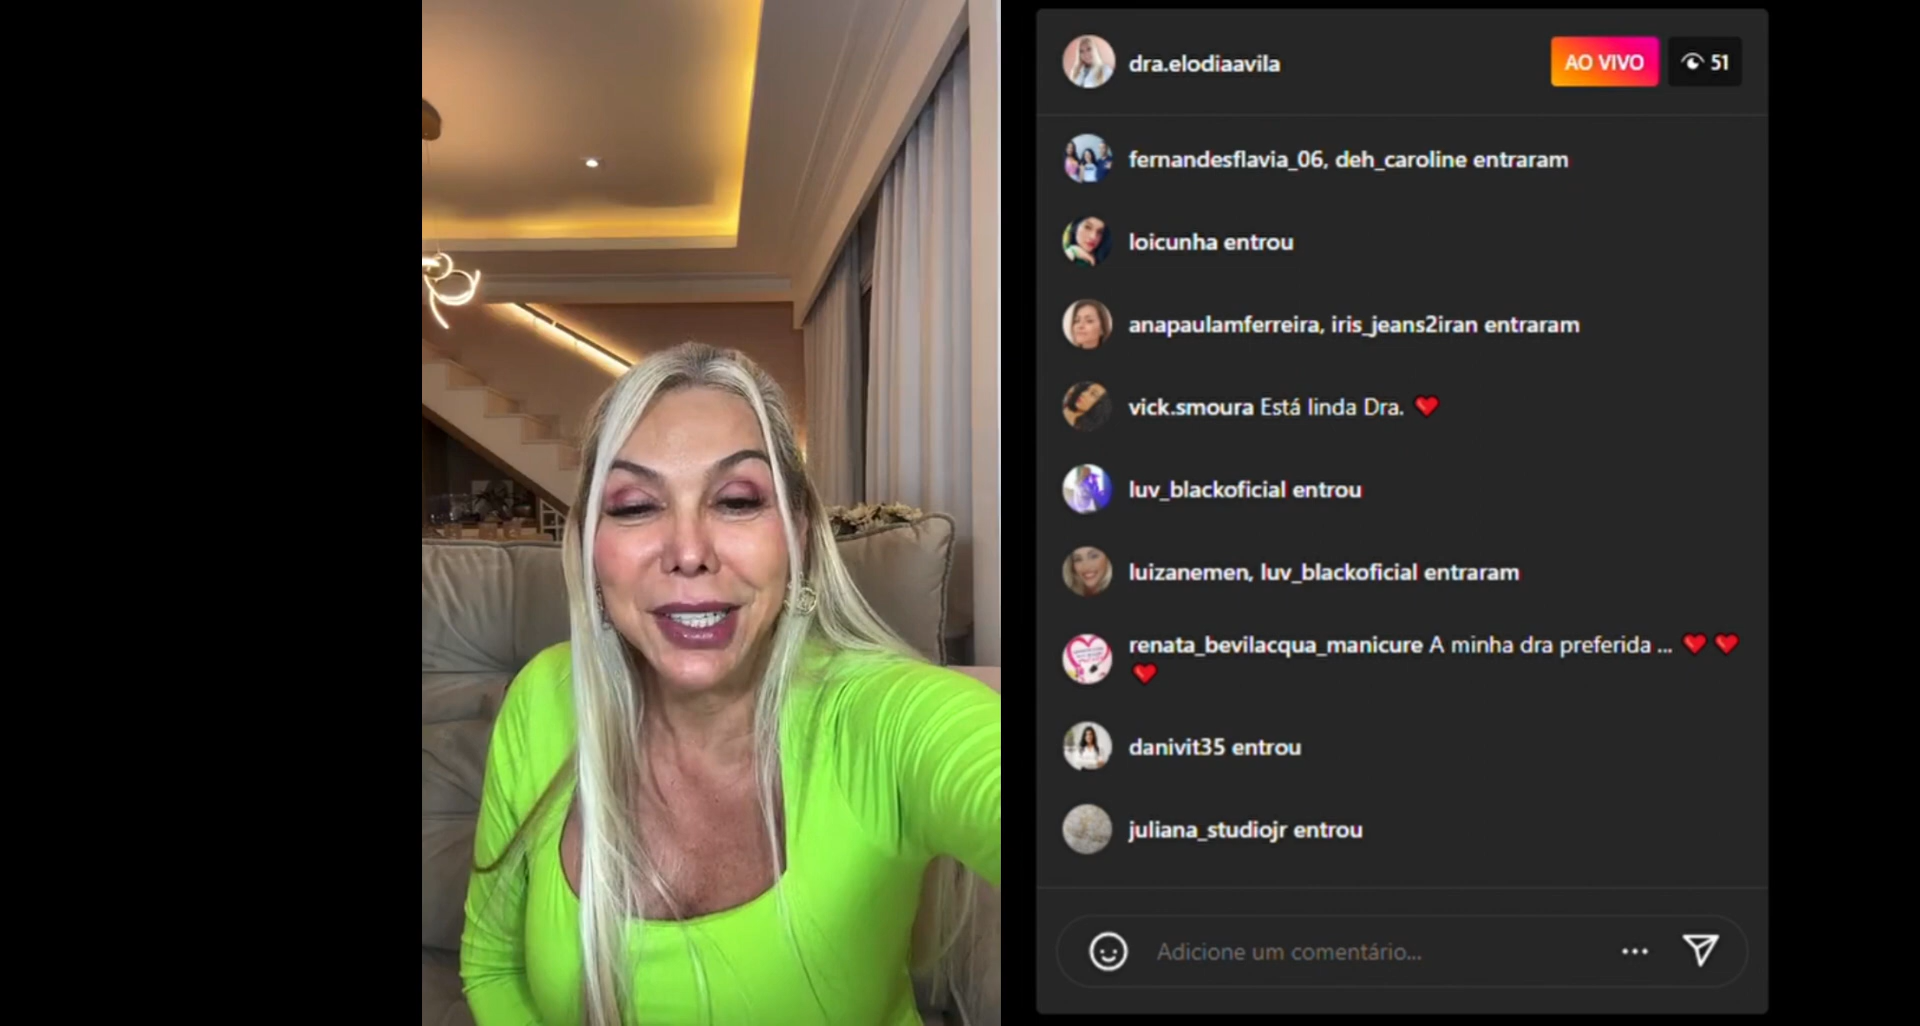 dra.elodiaavila
AO VIVO
51
fernandesflavia_06, deh_caroline entraram
loicunha entrou
anapaulamferreira, iris_jeans2iran entraram
vick.smoura Está linda Dra. ❤️
luv_blackoficial entrou
luizanemen, luv_blackoficial entraram
renata_bevilacqua_manicure A minha dra preferida ... ❤️ ❤️
❤️
danivit35 entrou
juliana_studiojr entrou
Adicione um comentário...